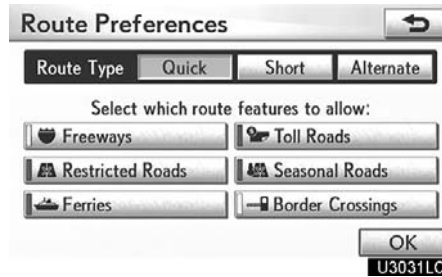 Route Preferences
Route Type Quick Short Alternate
Select which route features to allow:
Freeways Toll Roads
Restricted Roads Seasonal Roads
Ferries Border Crossings
OK
U3031LC